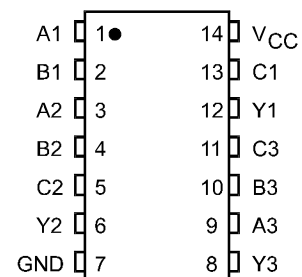 A1 1 14 VCC
B1 2 13 C1
A2 3 12 Y1
B2 4 11 C3
C2 5 10 B3
Y2 6 9 A3
GND 7 8 Y3